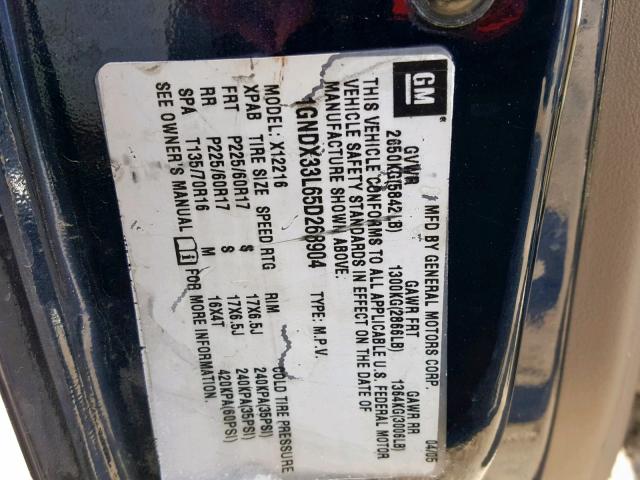 GM
MFD BY GENERAL MOTORS CORP 04/05
GVWR GAWR FRT GAWR RR
2650KG(5842LB) 1300KG(2866LB) 1364KG(3006LB)
THIS VEHICLE CONFORMS TO ALL APPLICABLE U.S. FEDERAL MOTOR
VEHICLE SAFETY STANDARDS IN EFFECT ON THE DATE OF
MANUFACTURE SHOWN ABOVE.
1GNDX33L65D268904 TYPE: M.P.V.
MODEL: X12216
XPAB TIRE SIZE SPEED RTG RIM COLD TIRE PRESSURE
FRT P225/60R17 S 17X6.5J 240KPA(35PSI)
RR P225/60R17 S 17X6.5J 240KPA(35PSI)
SPA T135/70R16 M 16X4T 420KPA(60PSI)
SEE OWNER'S MANUAL FOR MORE INFORMATION.